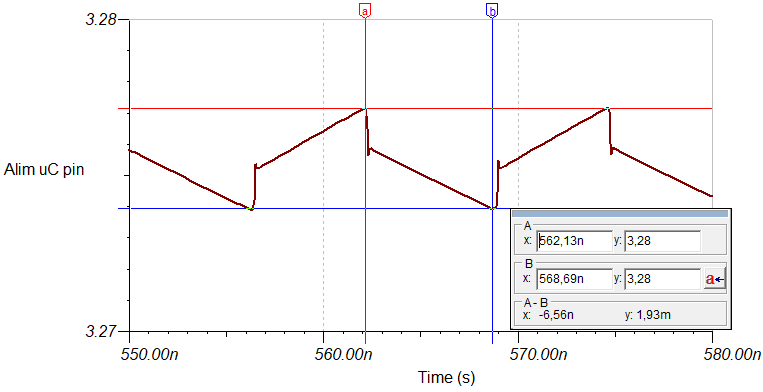 3.28
a
b
Alim uC pin
A
x: 562,13n y: 3,28
B
x: 568,69n y: 3,28
a
A - B
x: -6,56n y: 1,93m
3.27
550.00n 560.00n 570.00n 580.00n
Time (s)